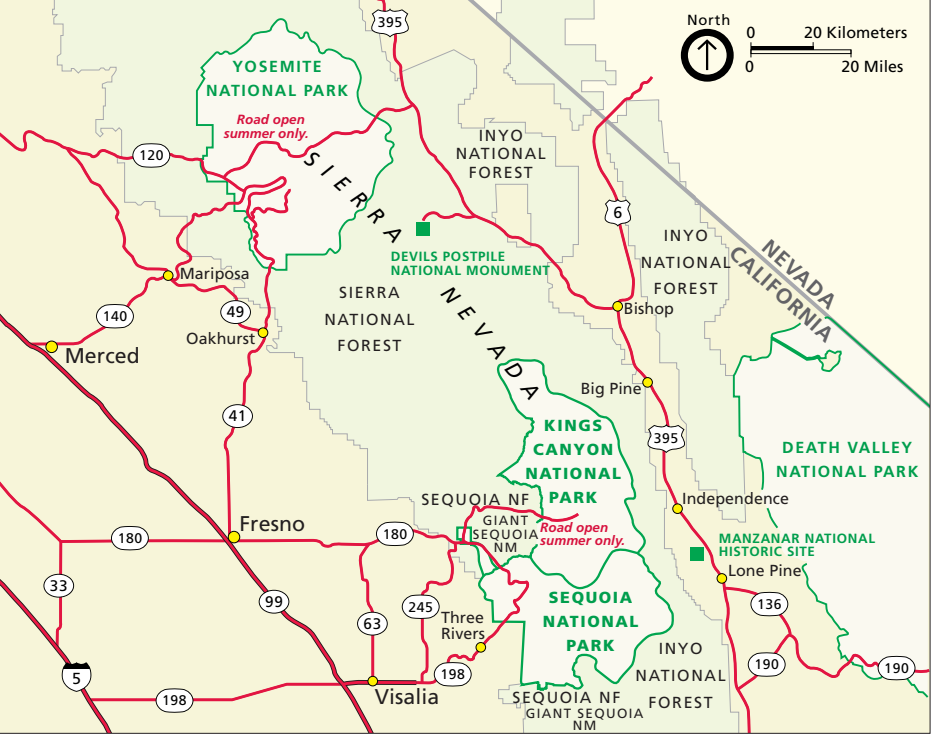 395
North
0 20 Kilometers
0 20 Miles
YOSEMITE
NATIONAL PARK
Road open
summer only.
120
INYO
NATIONAL
FOREST
SIERRA NEVADA
6
INYO
NATIONAL
FOREST
NEVADA
CALIFORNIA
DEVILS POSTPILE
NATIONAL MONUMENT
Mariposa
SIERRA
NATIONAL
FOREST
49
140
Oakhurst
Merced
Bishop
Big Pine
41
395
KINGS
CANYON
NATIONAL
PARK
DEATH VALLEY
NATIONAL PARK
SEQUOIA NF
GIANT
SEQUOIA
NM
Road open
summer only.
Independence
Fresno
180
180
MANZANAR NATIONAL
HISTORIC SITE
Lone Pine
33
99
63
245
Three
Rivers
SEQUOIA
NATIONAL
PARK
136
INYO
NATIONAL
FOREST
190
190
5
198
198
Visalia
SEQUOIA NF
GIANT SEQUOIA
NM